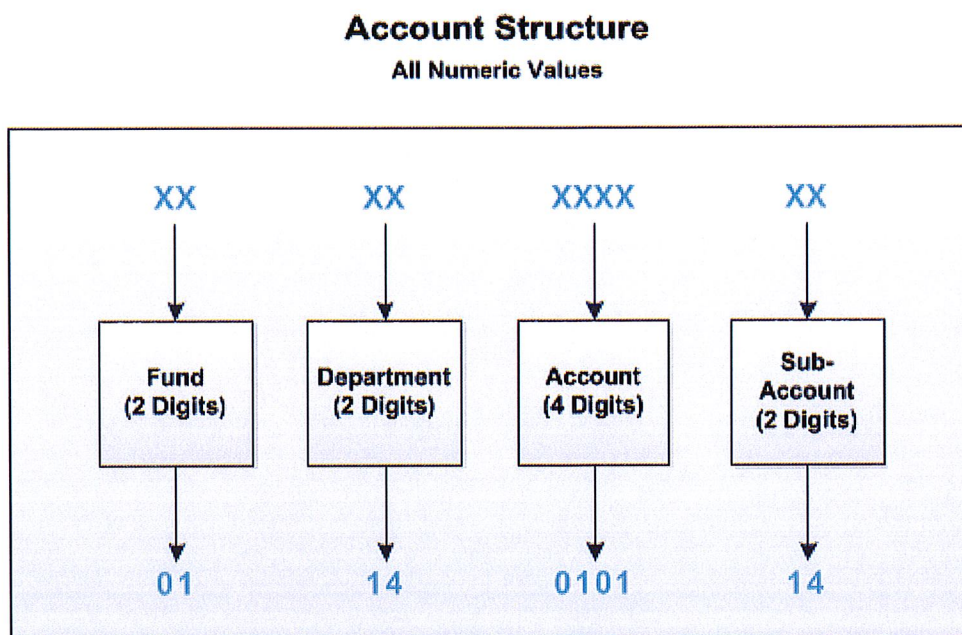 Account Structure
All Numeric Values
XX XX XXXX XX
Fund
(2 Digits)
Department
(2 Digits)
Account
(4 Digits)
Sub-
Account
(2 Digits)
01 14 0101 14